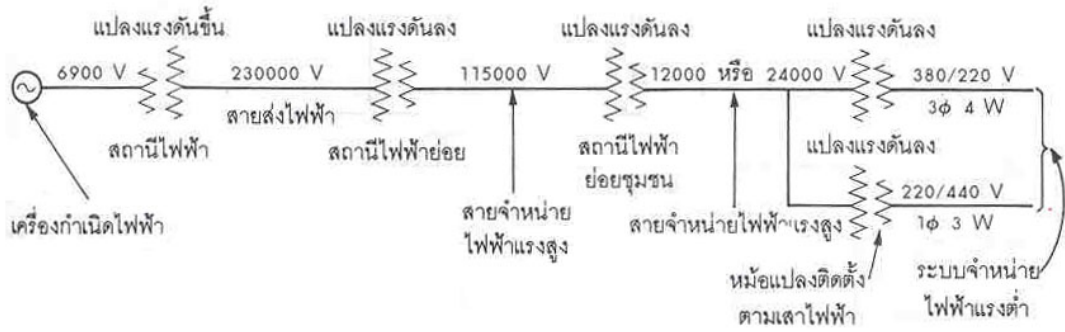 แปลงแรงดันขึ้น
แปลงแรงดันลง
แปลงแรงดันลง
แปลงแรงดันลง
6900 V
230000 V
115000 V
12000 หรือ 24000 V
380/220 V
3ϕ 4 W
สายส่งไฟฟ้า
สถานีไฟฟ้า
สถานีไฟฟ้าย่อย
สถานีไฟฟ้า
ย่อยชุมชน
แปลงแรงดันลง
220/440 V
1ϕ 3 W
เครื่องกำเนิดไฟฟ้า
สายจำหน่าย
ไฟฟ้าแรงสูง
สายจำหน่ายไฟฟ้าแรงสูง
หม้อแปลงติดตั้ง
ตามเสาไฟฟ้า
ระบบจำหน่าย
ไฟฟ้าแรงต่ำ